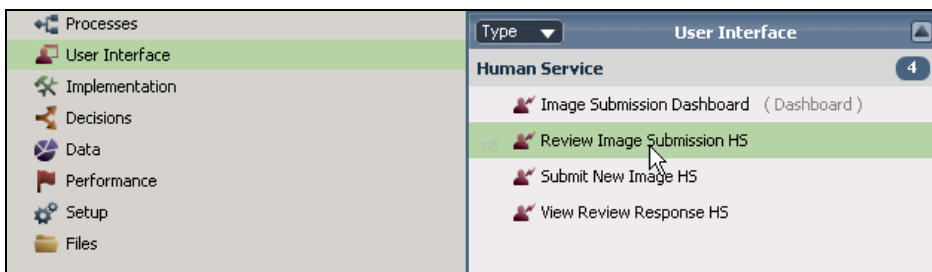 Processes
User Interface
Implementation
Decisions
Data
Performance
Setup
Files
Type
User Interface
Human Service
4
Image Submission Dashboard ( Dashboard )
Review Image Submission HS
Submit New Image HS
View Review Response HS